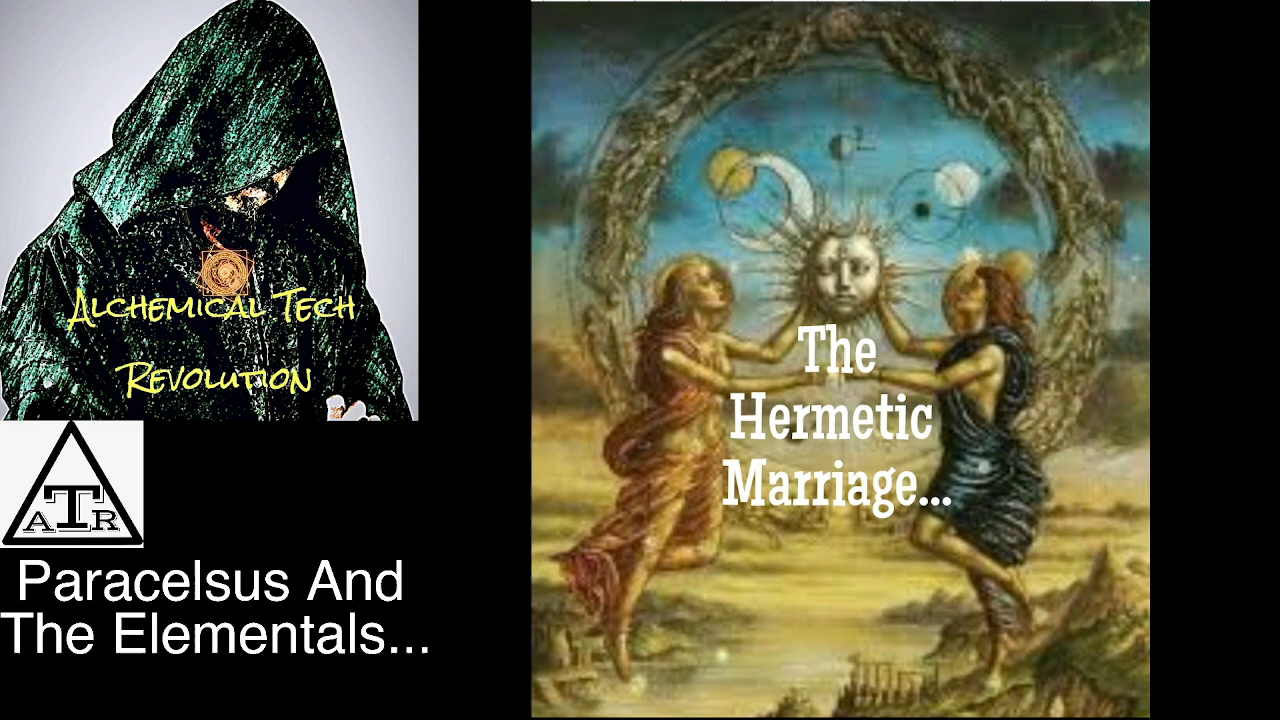 Alchemical Tech
Revolution
ATR
Paracelsus And
The Elementals...
The
Hermetic
Marriage...